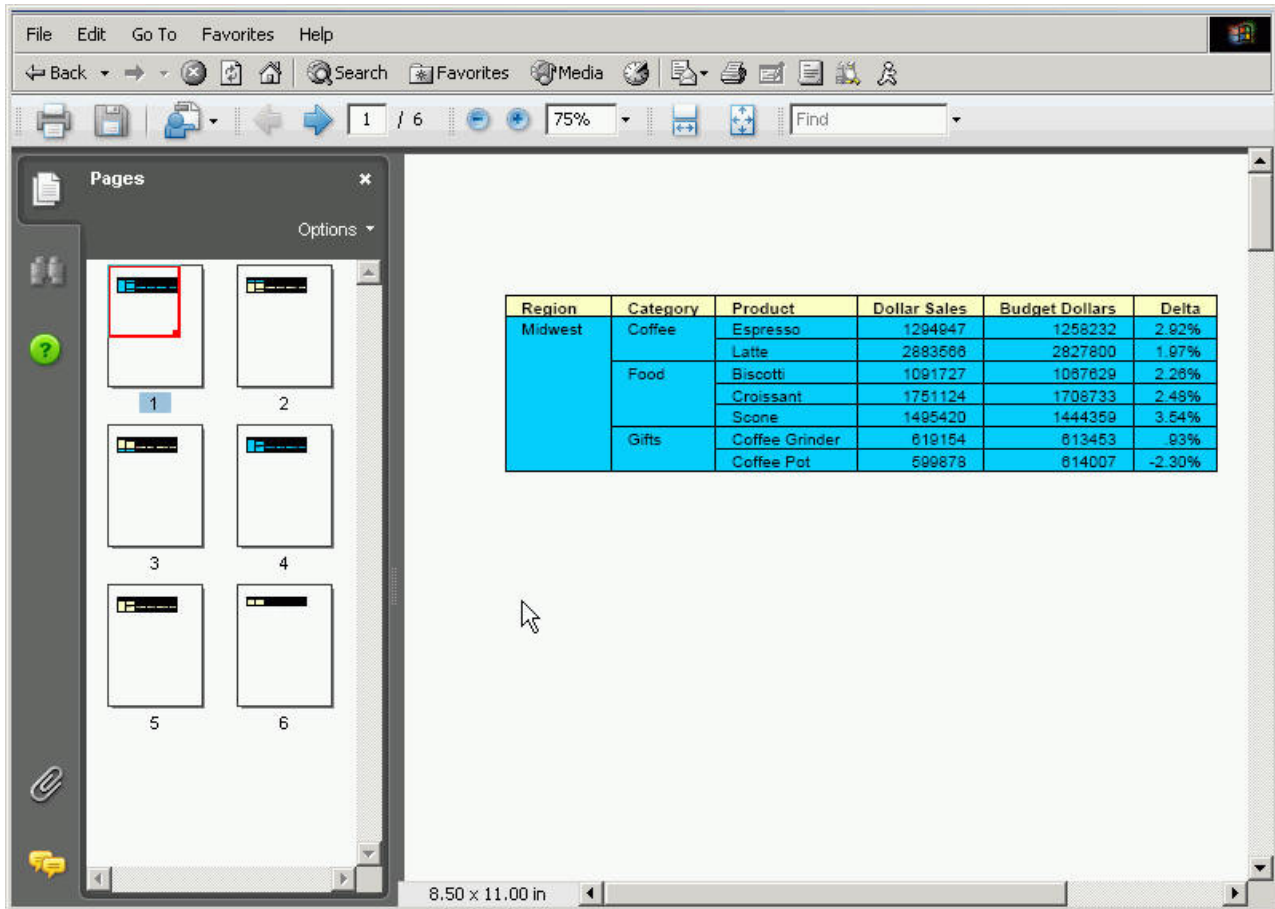 File Edit Go To Favorites Help
Back Search Favorites Media
1 / 6 75% Find
Pages
Options
1 2
3 4
5 6
Region Category Product Dollar Sales Budget Dollars Delta
Midwest Coffee Espresso 1294947 1258232 2.92%
Latte 2883566 2827800 1.97%
Food Biscotti 1091727 1067629 2.26%
Croissant 1751124 1708733 2.48%
Scone 1495420 1444359 3.54%
Gifts Coffee Grinder 619154 613453 .93%
Coffee Pot 599878 614007 -2.30%
8.50 x 11.00 in